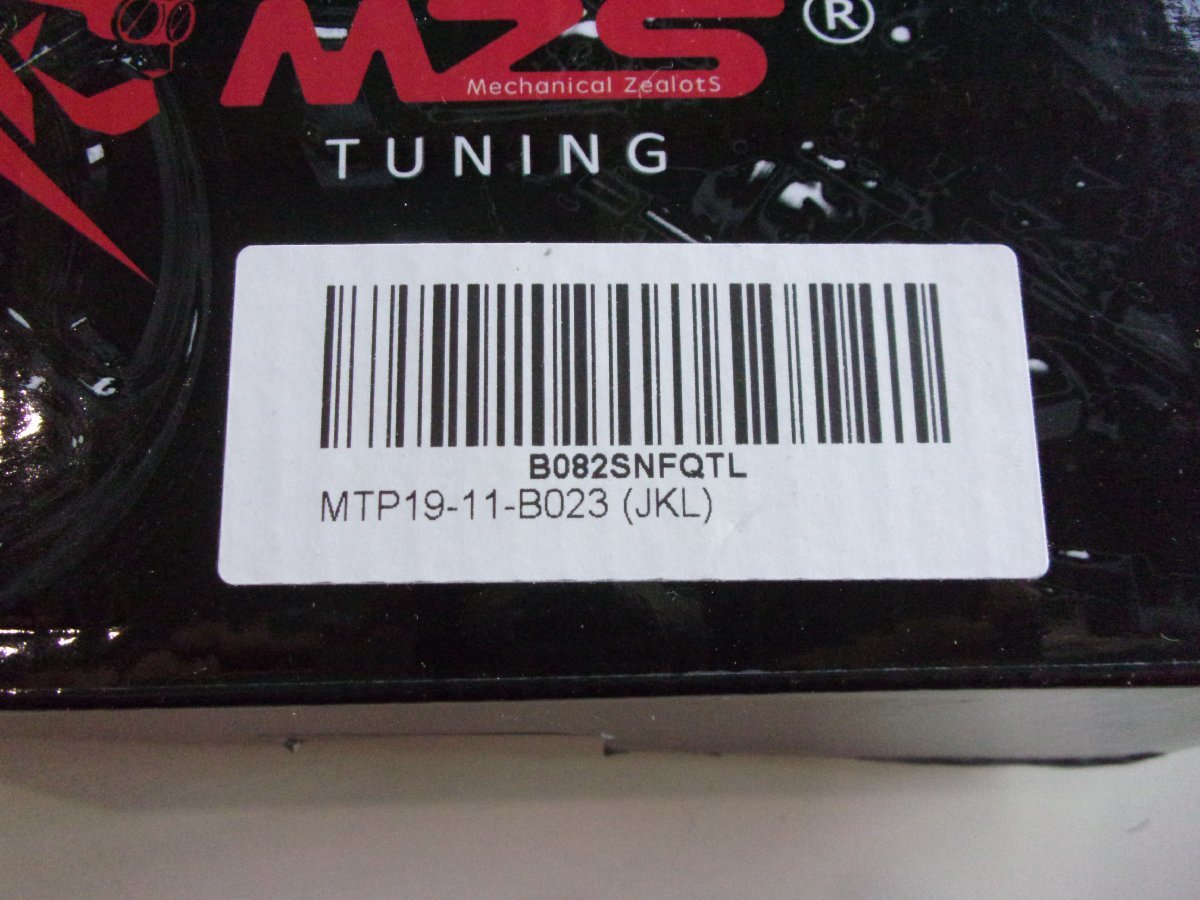 MZS ®
Mechanical ZealotS
TUNING
B082SNFQTL
MTP19-11-B023 (JKL)